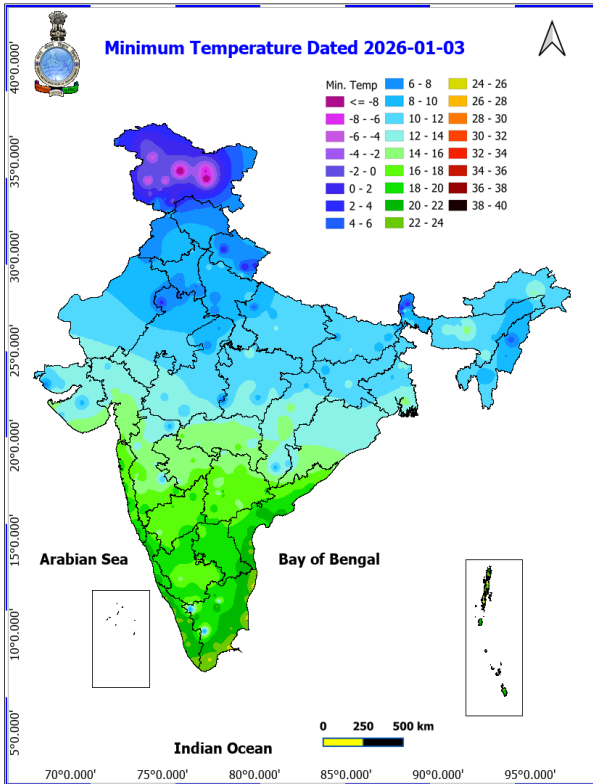 Minimum Temperature Dated 2026-01-03
Min. Temp
<= -8
-8 - -6
-6 - -4
-4 - -2
-2 - 0
0 - 2
2 - 4
4 - 6
6 - 8
8 - 10
10 - 12
12 - 14
14 - 16
16 - 18
18 - 20
20 - 22
22 - 24
24 - 26
26 - 28
28 - 30
30 - 32
32 - 34
34 - 36
36 - 38
38 - 40
40°0.000'
35°0.000'
30°0.000'
25°0.000'
20°0.000'
15°0.000'
10°0.000'
5°0.000'
Arabian Sea
Bay of Bengal
Indian Ocean
0 250 500 km
70°0.000' 75°0.000' 80°0.000' 85°0.000' 90°0.000' 95°0.000'